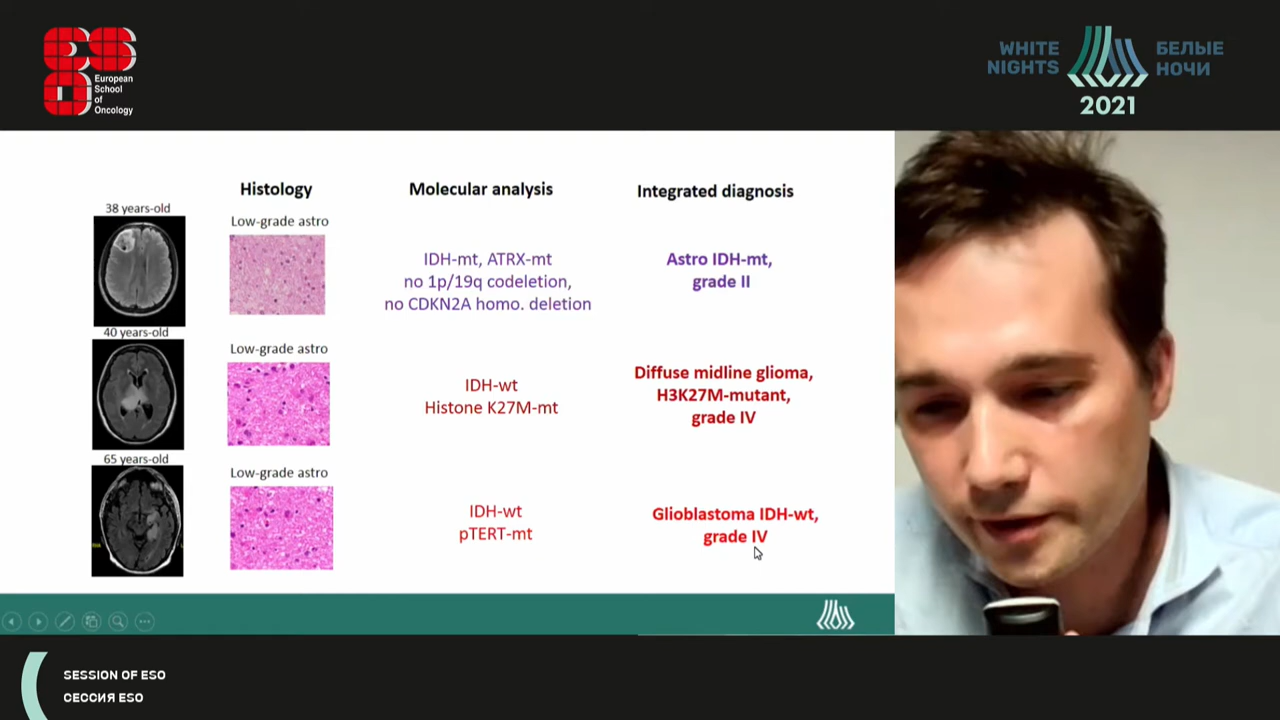 European
School
of
Oncology
WHITE
NIGHTS
БЕЛЫЕ
НОЧИ
2021
Histology
Molecular analysis
Integrated diagnosis
38 years-old
Low-grade astro
IDH-mt, ATRX-mt
no 1p/19q codeletion,
no CDKN2A homo. deletion
Astro IDH-mt,
grade II
40 years-old
Low-grade astro
IDH-wt
Histone K27M-mt
Diffuse midline glioma,
H3K27M-mutant,
grade IV
65 years-old
Low-grade astro
IDH-wt
pTERT-mt
Glioblastoma IDH-wt,
grade IV
SESSION OF ESO
СЕССИЯ ESO